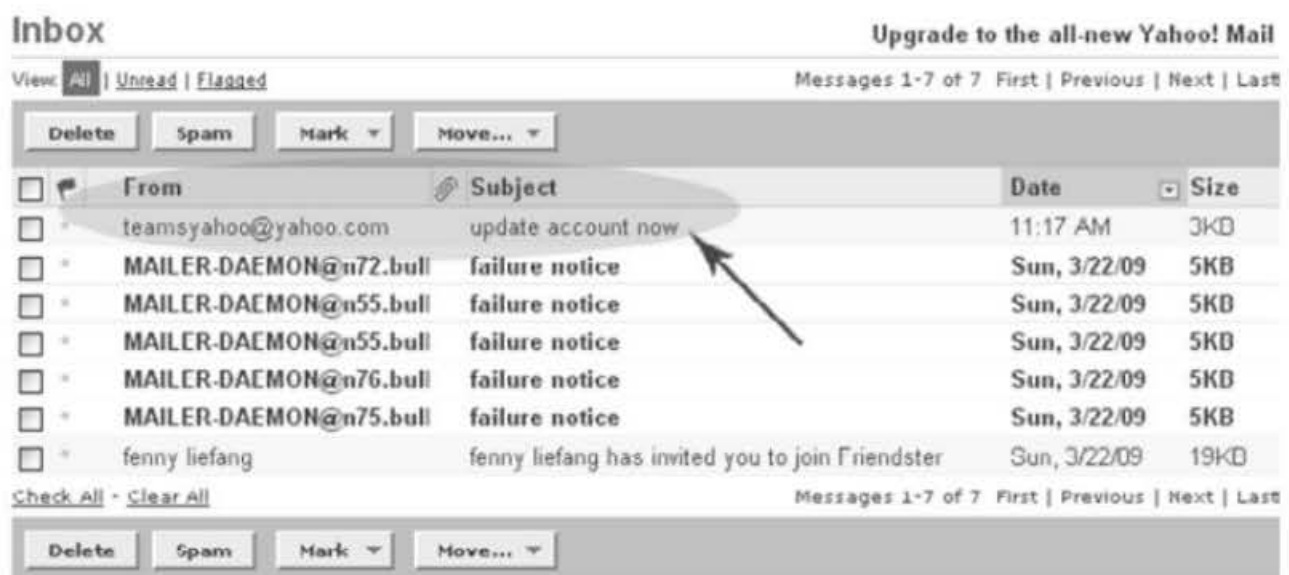 Inbox
Upgrade to the all-new Yahoo! Mail
View: All | Unread | Flagged
Messages 1-7 of 7 First | Previous | Next | Last
Delete Spam Mark Move...
From Subject Date Size
teamsyahoo@yahoo.com update account now 11:17 AM 3KB
MAILER-DAEMON@n72.bull failure notice Sun, 3/22/09 5KB
MAILER-DAEMON@n55.bull failure notice Sun, 3/22/09 5KB
MAILER-DAEMON@n55.bull failure notice Sun, 3/22/09 5KB
MAILER-DAEMON@n76.bull failure notice Sun, 3/22/09 5KB
MAILER-DAEMON@n75.bull failure notice Sun, 3/22/09 5KB
fenny liefang fenny liefang has invited you to join Friendster Sun, 3/22/09 19KB
Check All - Clear All
Messages 1-7 of 7 First | Previous | Next | Last
Delete Spam Mark Move...